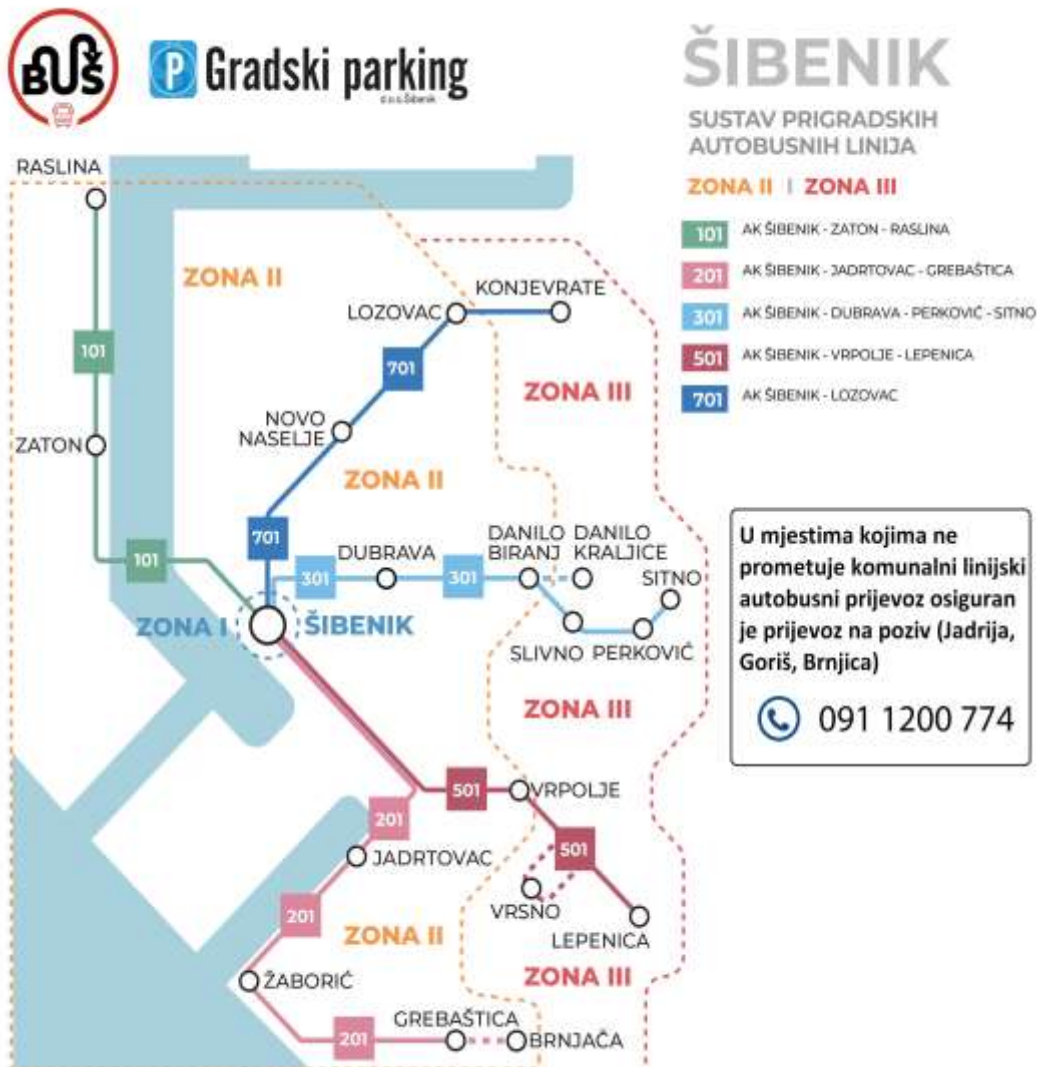 BUŠ
P Gradski parking
d.o.o. Šibenik
ŠIBENIK
SUSTAV PRIGRADSKIH
AUTOBUSNIH LINIJA
ZONA II | ZONA III
101 AK ŠIBENIK - ZATON - RASLINA
201 AK ŠIBENIK - JADRTOVAC - GREBAŠTICA
301 AK ŠIBENIK - DUBRAVA - PERKOVIĆ - SITNO
501 AK ŠIBENIK - VRPOLJE - LEPENICA
701 AK ŠIBENIK - LOZOVAC
RASLINA
ZONA II
KONJEVRATE
LOZOVAC
101
701
ZONA III
NOVO
NASELJE
ZATON
ZONA II
701
101
DUBRAVA
DANILO
BIRANJ
DANILO
KRALJICE
301
301
SITNO
ZONA I
ŠIBENIK
SLIVNO
PERKOVIĆ
ZONA III
501
VRPOLJE
201
JADRTOVAC
501
VRSNO
201
ZONA II
LEPENICA
ZONA III
ŽABORIĆ
GREBAŠTICA
201
BRNJAČA
U mjestima kojima ne
prometuje komunalni linijski
autobusni prijevoz osiguran
je prijevoz na poziv (Jadrija,
Goriš, Brnjica)
091 1200 774